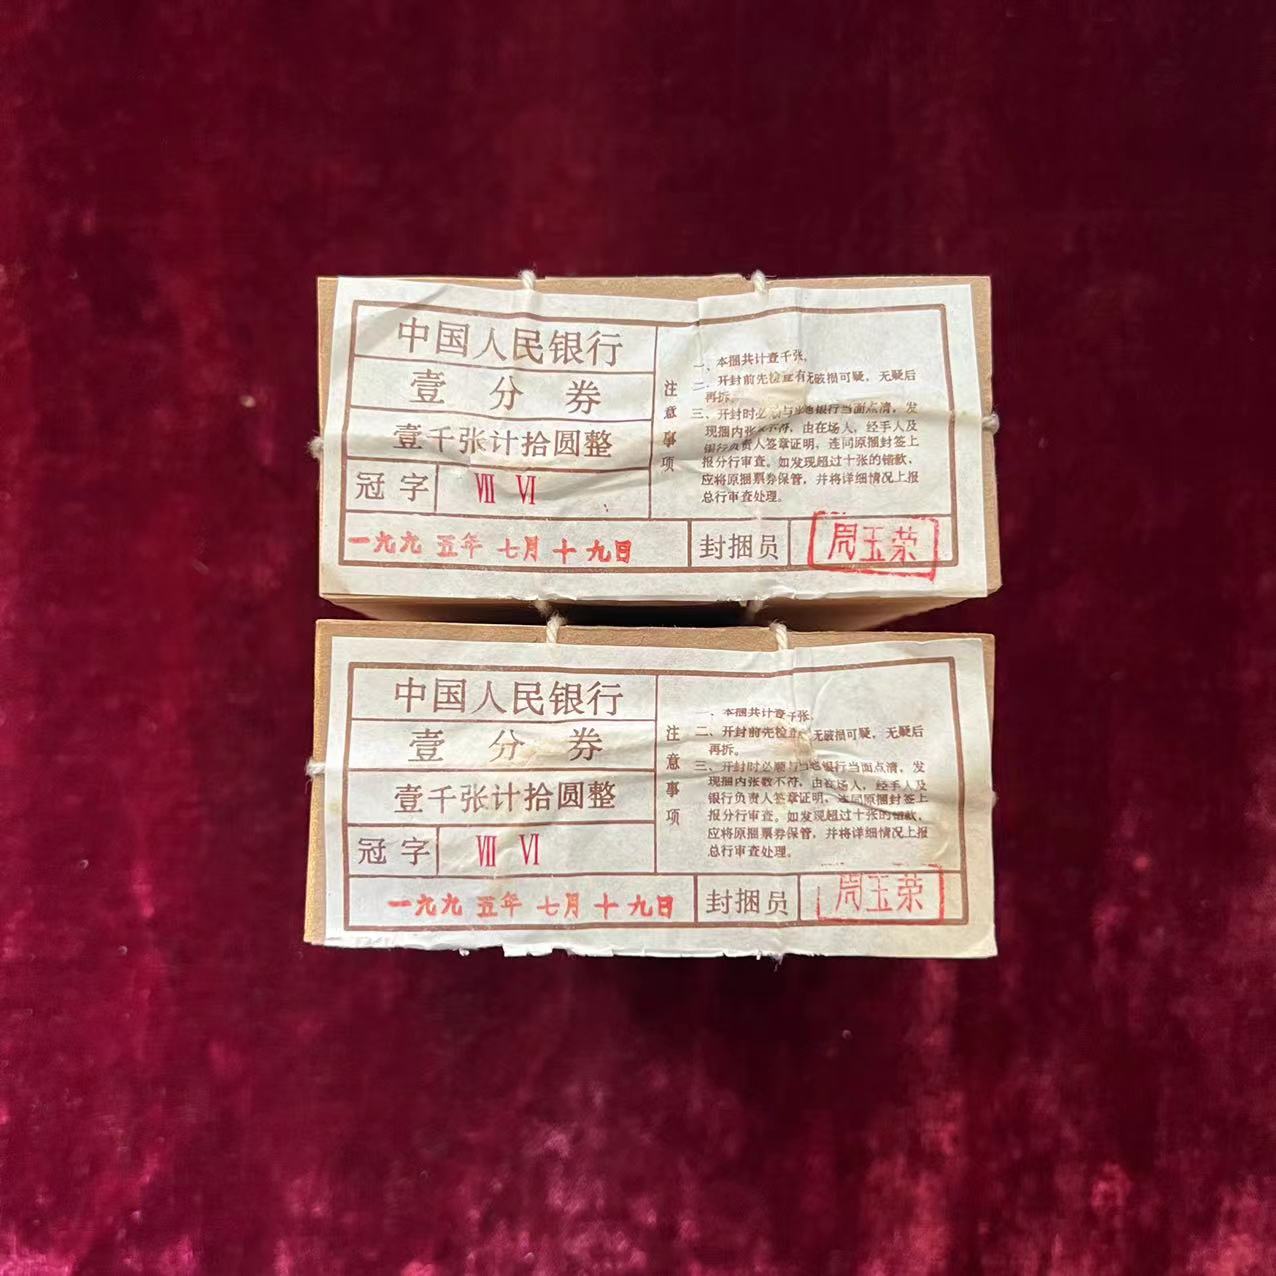 中国人民银行
壹分券
壹千张计拾圆整
冠字 Ⅶ Ⅵ
一九九五年七月十九日
注意事项
一、本捆共计壹千张,
二、开封前先检查有无破损可疑,无疑后
再拆。
三、开封时必须与当地银行当面点清,发
现捆内张数不符,由在场人,经手人及
银行负责人签章证明,连同原捆封签上
报分行审查。如发现超过十张的错款,
应将原捆票券保管,并将详细情况上报
总行审查处理。
封捆员 周玉荣
中国人民银行
壹分券
壹千张计拾圆整
冠字 Ⅶ Ⅵ
一九九五年七月十九日
注意事项
一、本捆共计壹千张,
二、开封前先检查 无破损可疑,无疑后
再拆。
三、开封时必须与当地银行当面点清,发
现捆内张数不符,由在场人,经手人及
银行负责人签章证明,连同原捆封签上
报分行审查。如发现超过十张的错款,
应将原捆票券保管,并将详细情况上报
总行审查处理。
封捆员 周玉荣